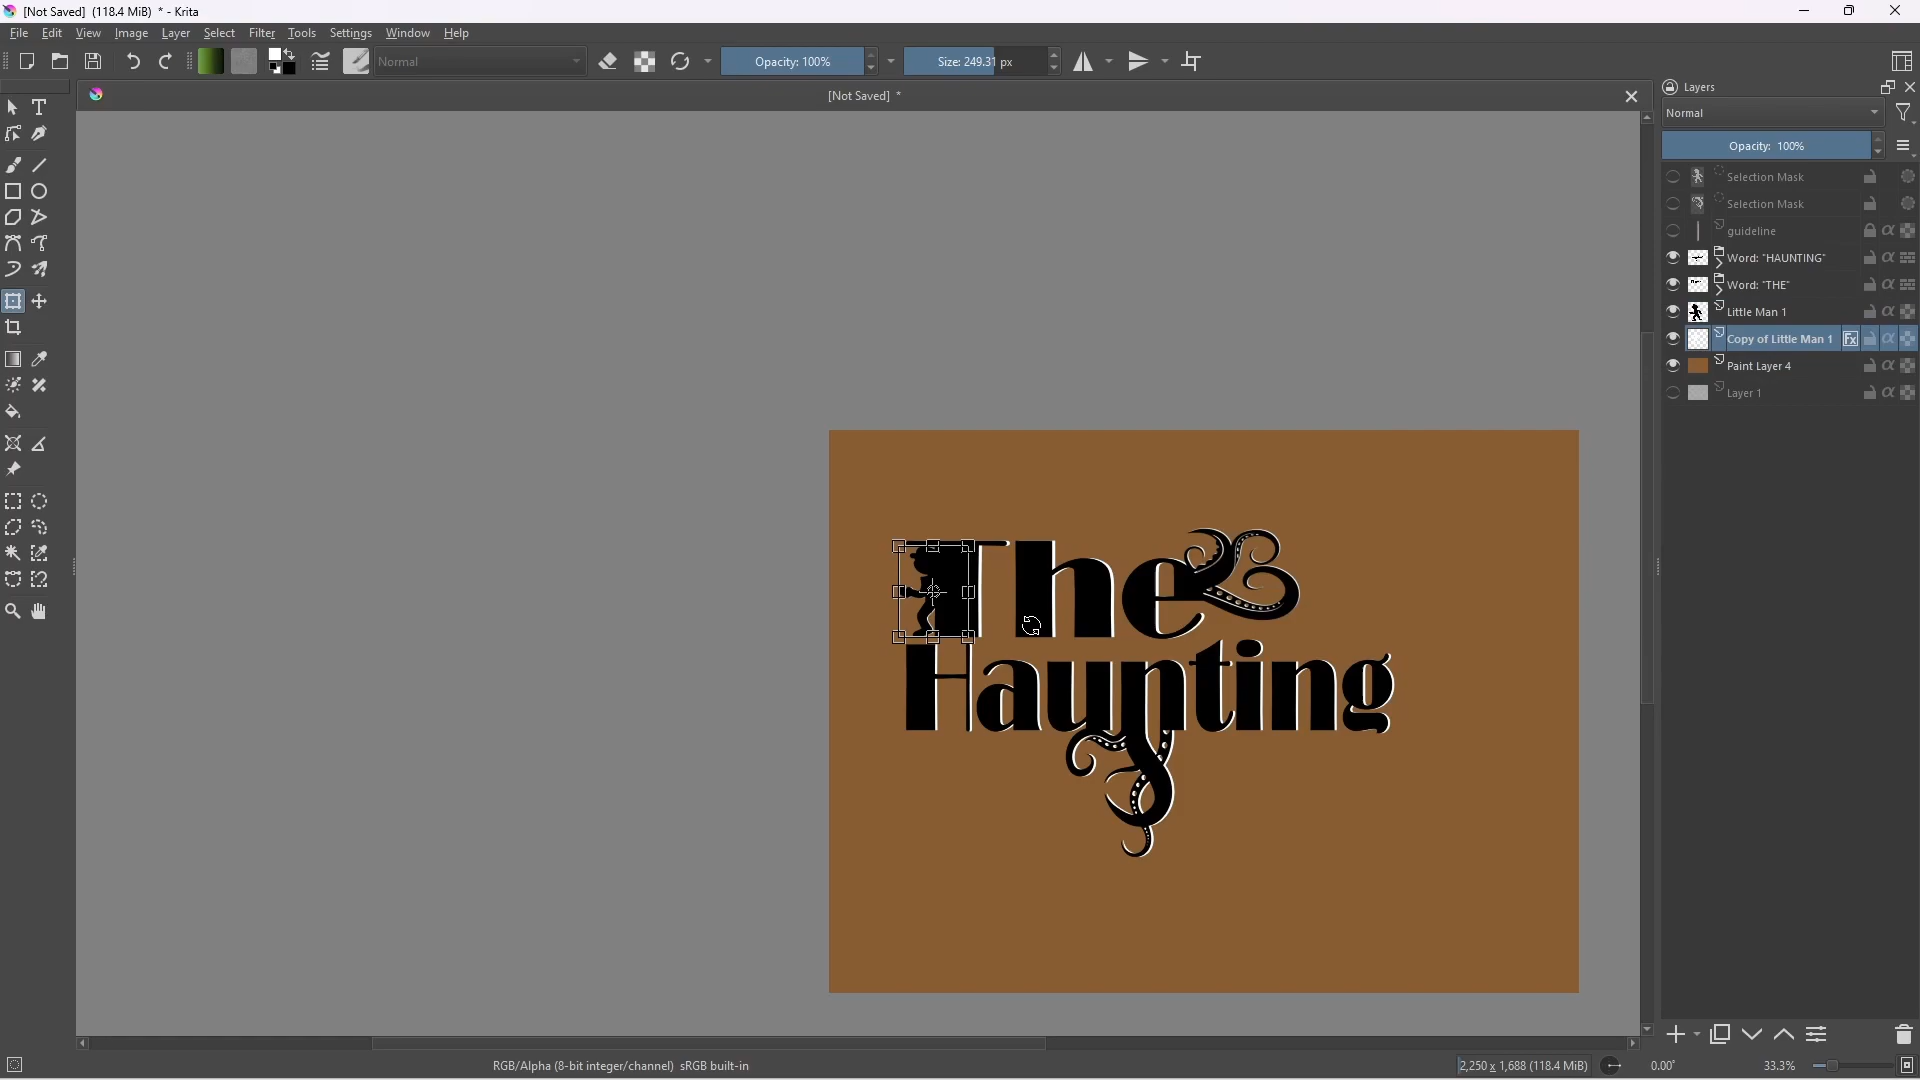 [Not Saved] (118.4 MiB) * - Krita
File Edit View Image Layer Select Filter Tools Settings Window Help
Normal Opacity: 100% Size: 249.31 px
[Not Saved] *
Layers
Normal
Opacity: 100%
Selection Mask
Selection Mask
guideline
Word: "HAUNTING"
Word: "THE"
Little Man 1
Copy of Little Man 1 Fx
Paint Layer 4
Layer 1
The
Haunting
RGB/Alpha (8-bit integer/channel) sRGB built-in 2,250 x 1,688 (118.4 MiB) 0.00° 33.3%